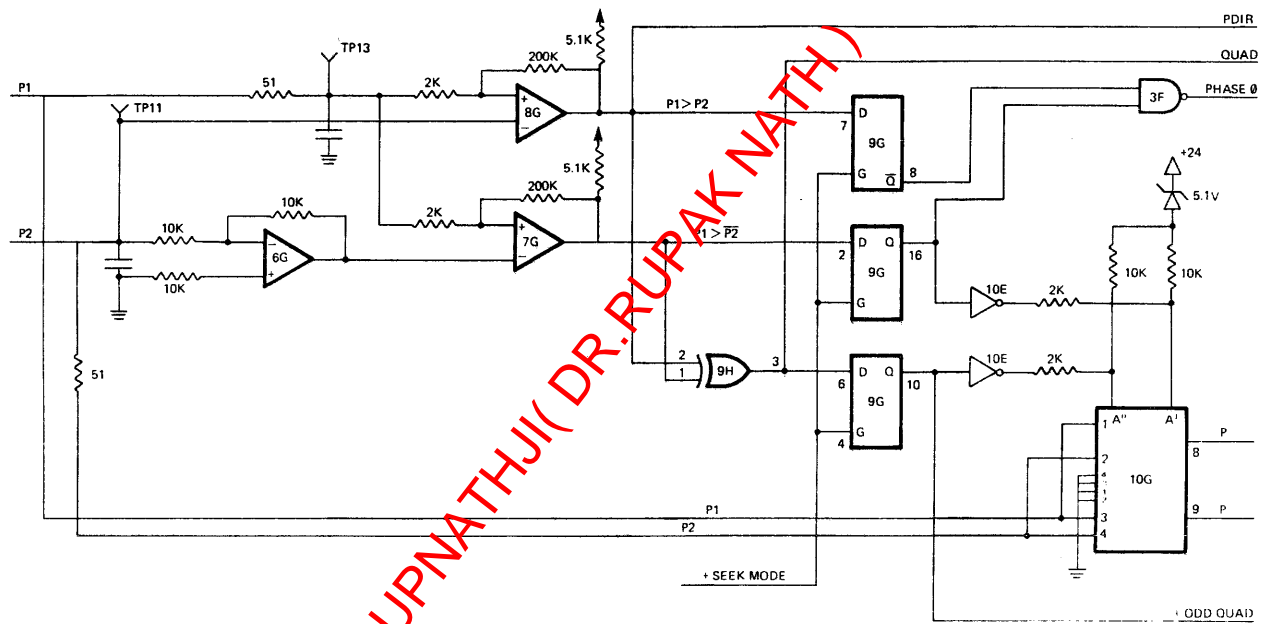 PDIR
QUAD
5.1K
TP13
200K
P1
51
2K
3F
PHASE 0
TP11
+
-
8G
P1>P2
D
7
9G
G
Q̅
8
+24
5.1V
5.1K
200K
2K
10K
10K
P2
-
6G
+
10K
+
7G
-
P1>P̅2̅
D
Q
2
16
9G
G
10K
10K
10E
2K
51
2
1
9H
3
D
Q
6
10
9G
G
4
10E
2K
A"
A'
1
2
10G
8
P
3
4
9
P
P1
P2
+ SEEK MODE
ODD QUAD
UPNATHJI( DR.RUPAK NATH )